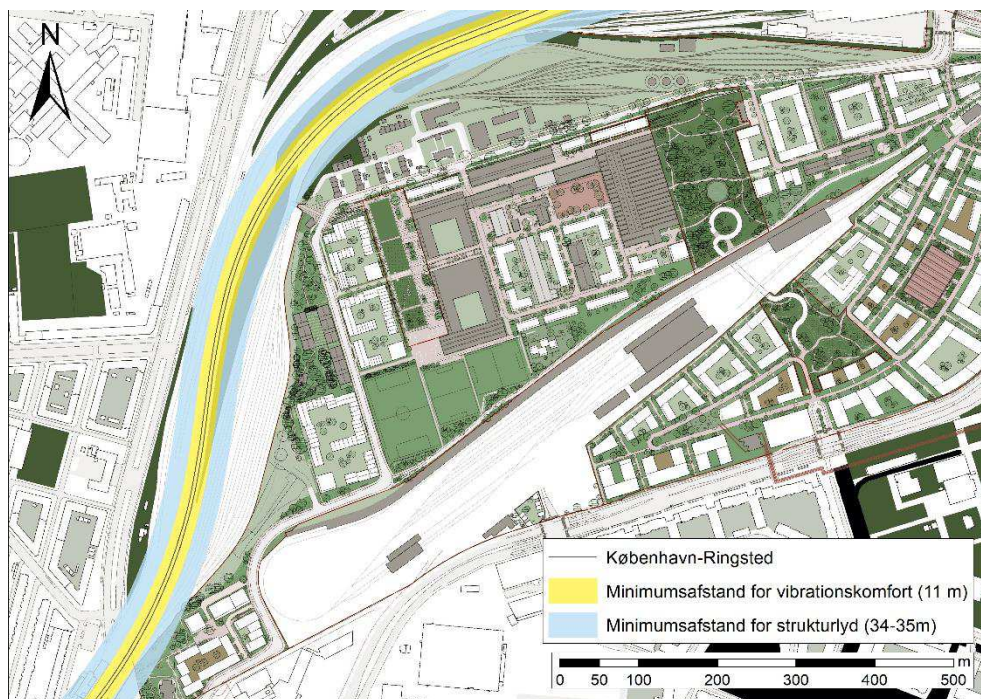 N
København-Ringsted
Minimumsafstand for vibrationskomfort (11 m)
Minimumsafstand for strukturlyd (34-35m)
m
0 50 100 200 300 400 500